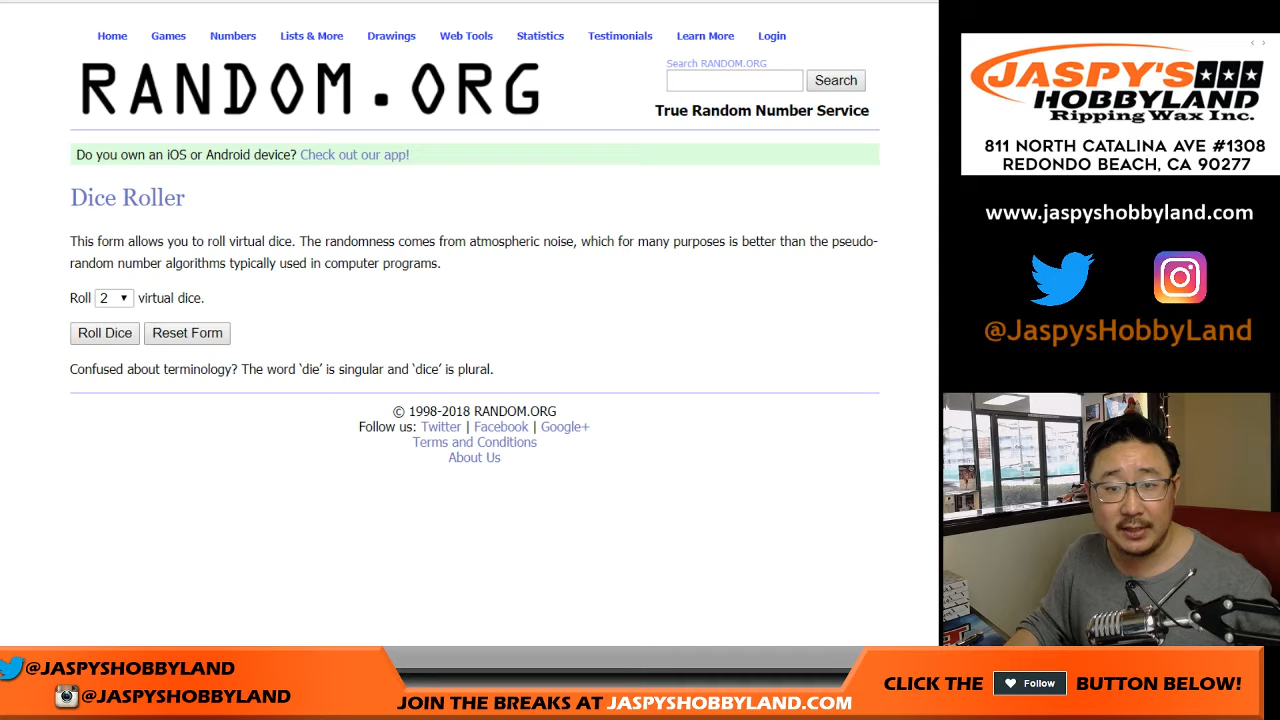 Home Games Numbers Lists & More Drawings Web Tools Statistics Testimonials Learn More Login
RANDOM.ORG
Search RANDOM.ORG
Search
True Random Number Service
Do you own an iOS or Android device? Check out our app!
Dice Roller
This form allows you to roll virtual dice. The randomness comes from atmospheric noise, which for many purposes is better than the pseudo-
random number algorithms typically used in computer programs.
Roll 2 virtual dice.
Roll Dice Reset Form
Confused about terminology? The word ‘die’ is singular and ‘dice’ is plural.
© 1998-2018 RANDOM.ORG
Follow us: Twitter | Facebook | Google+
Terms and Conditions
About Us
JASPY'S
HOBBYLAND
Ripping Wax Inc.
811 NORTH CATALINA AVE #1308
REDONDO BEACH, CA 90277
www.jaspyshobbyland.com
@JaspysHobbyLand
@JASPYSHOBBYLAND
@JASPYSHOBBYLAND
JOIN THE BREAKS AT JASPYSHOBBYLAND.COM
CLICK THE Follow BUTTON BELOW!